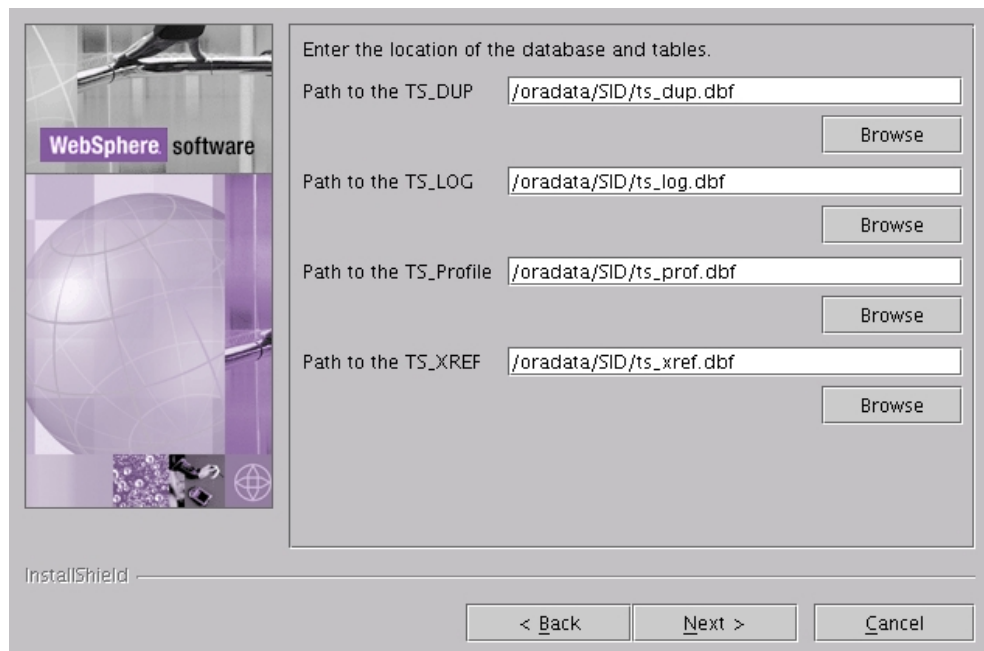 WebSphere. software
Enter the location of the database and tables.
Path to the TS_DUP /oradata/SID/ts_dup.dbf
Browse
Path to the TS_LOG /oradata/SID/ts_log.dbf
Browse
Path to the TS_Profile /oradata/SID/ts_prof.dbf
Browse
Path to the TS_XREF /oradata/SID/ts_xref.dbf
Browse
InstallShield
< Back Next > Cancel